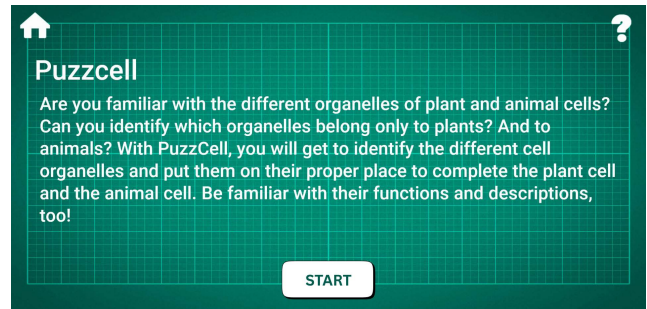 ?
Puzzcell
Are you familiar with the different organelles of plant and animal cells?
Can you identify which organelles belong only to plants? And to
animals? With PuzzCell, you will get to identify the different cell
organelles and put them on their proper place to complete the plant cell
and the animal cell. Be familiar with their functions and descriptions,
too!
START